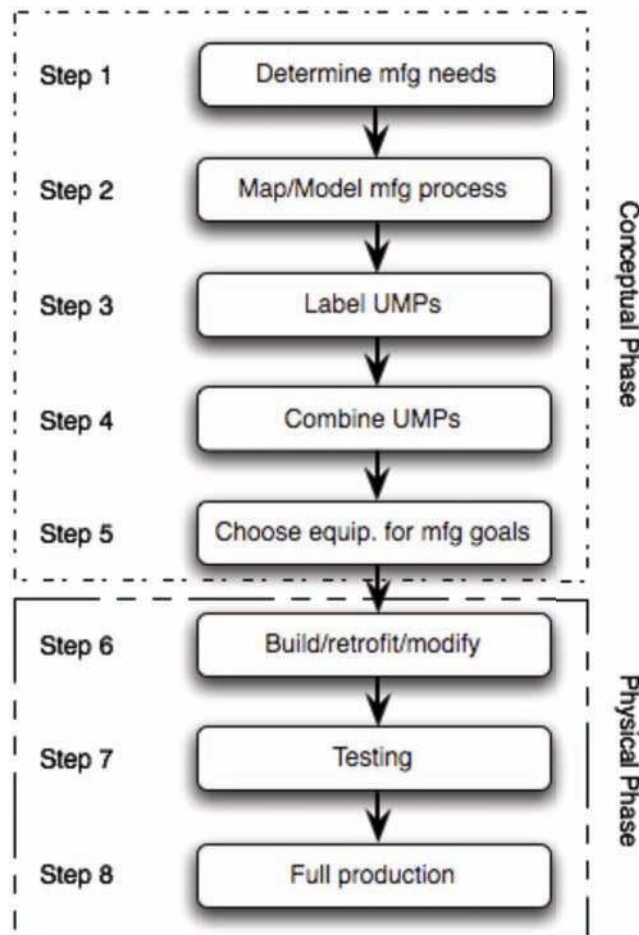 Step 1 Determine mfg needs
Step 2 Map/Model mfg process
Step 3 Label UMPs
Step 4 Combine UMPs
Step 5 Choose equip. for mfg goals
Conceptual Phase
Step 6 Build/retrofit/modify
Step 7 Testing
Step 8 Full production
Physical Phase